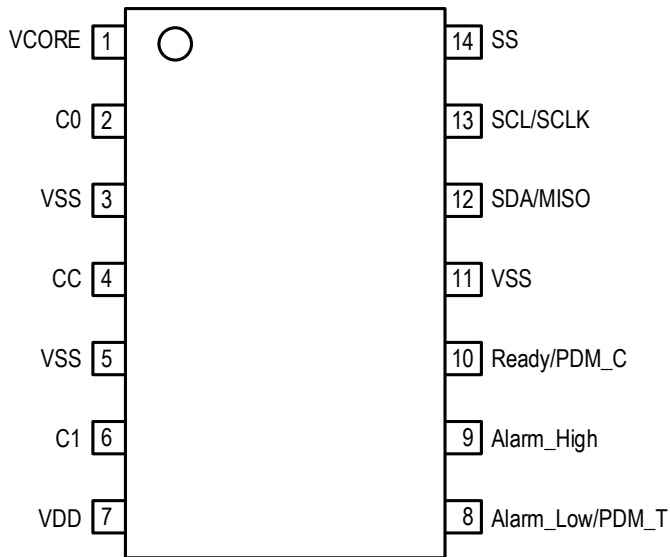 VCORE 1 14 SS
C0 2 13 SCL/SCLK
VSS 3 12 SDA/MISO
CC 4 11 VSS
VSS 5 10 Ready/PDM_C
C1 6 9 Alarm_High
VDD 7 8 Alarm_Low/PDM_T